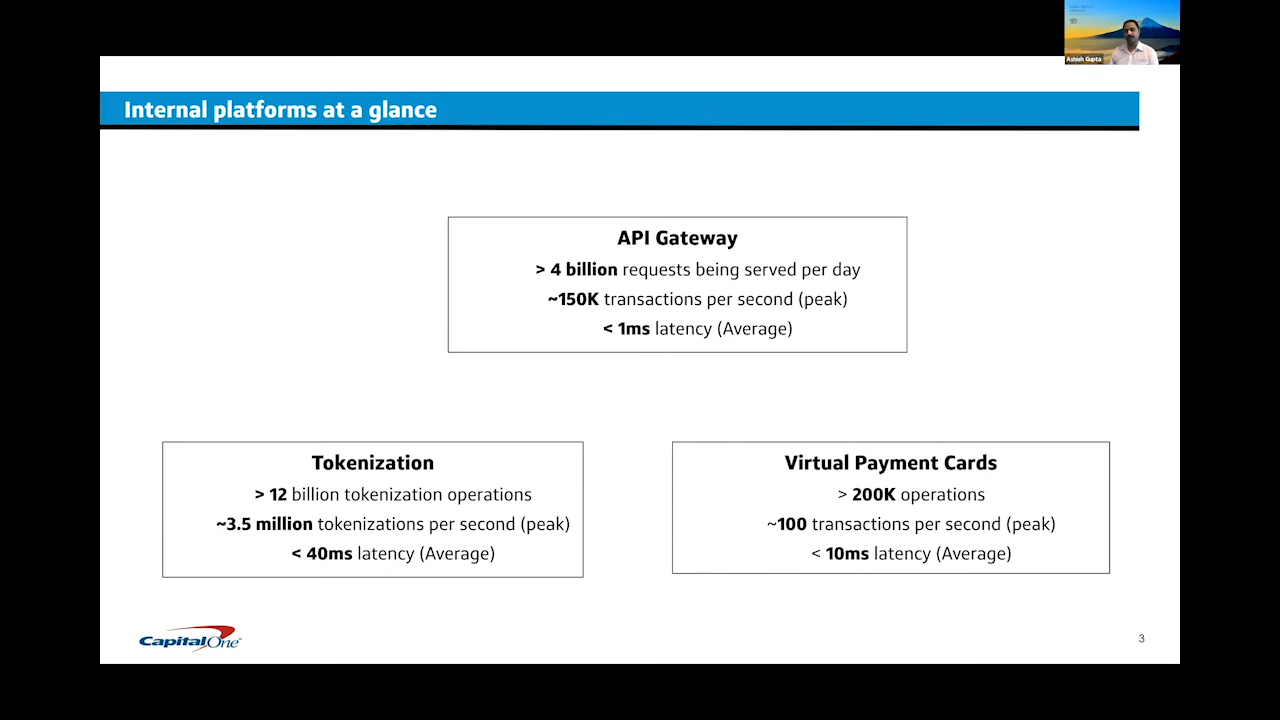 Ashish Gupta
Internal platforms at a glance
API Gateway
> 4 billion requests being served per day
~150K transactions per second (peak)
< 1ms latency (Average)
Tokenization
> 12 billion tokenization operations
~3.5 million tokenizations per second (peak)
< 40ms latency (Average)
Virtual Payment Cards
> 200K operations
~100 transactions per second (peak)
< 10ms latency (Average)
CapitalOne
3